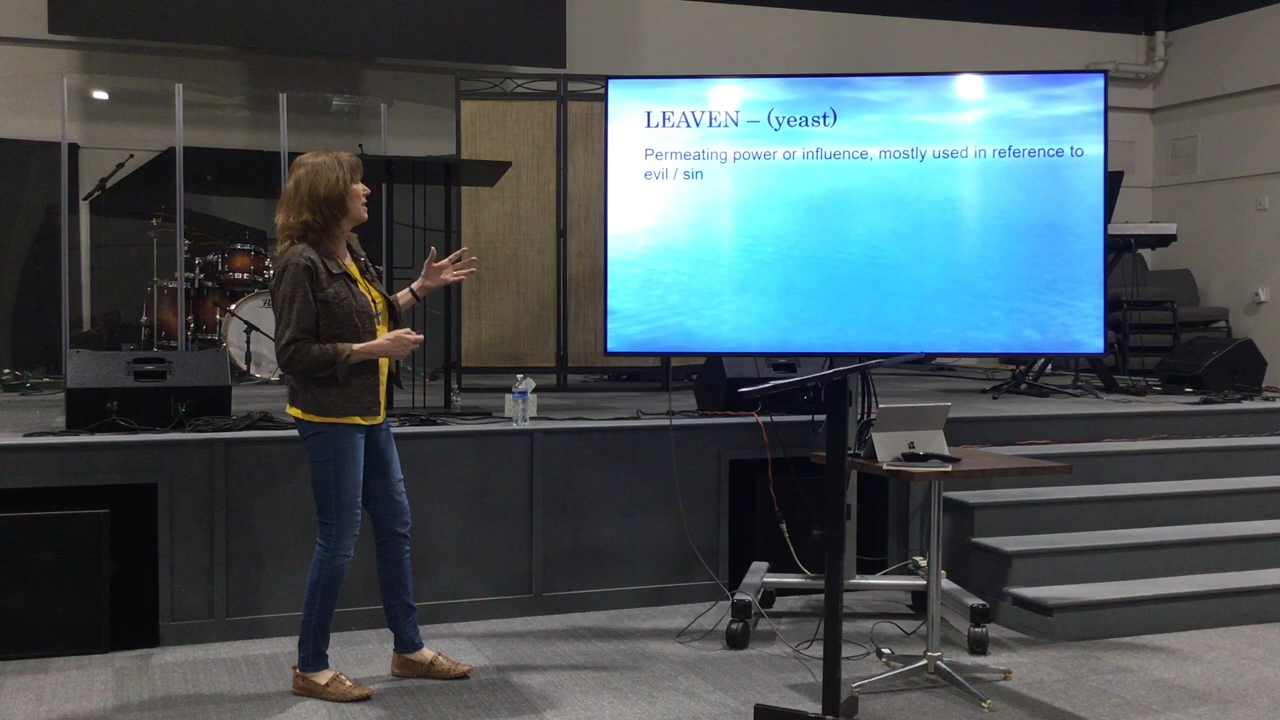 LEAVEN – (yeast)
Permeating power or influence, mostly used in reference to
evil / sin